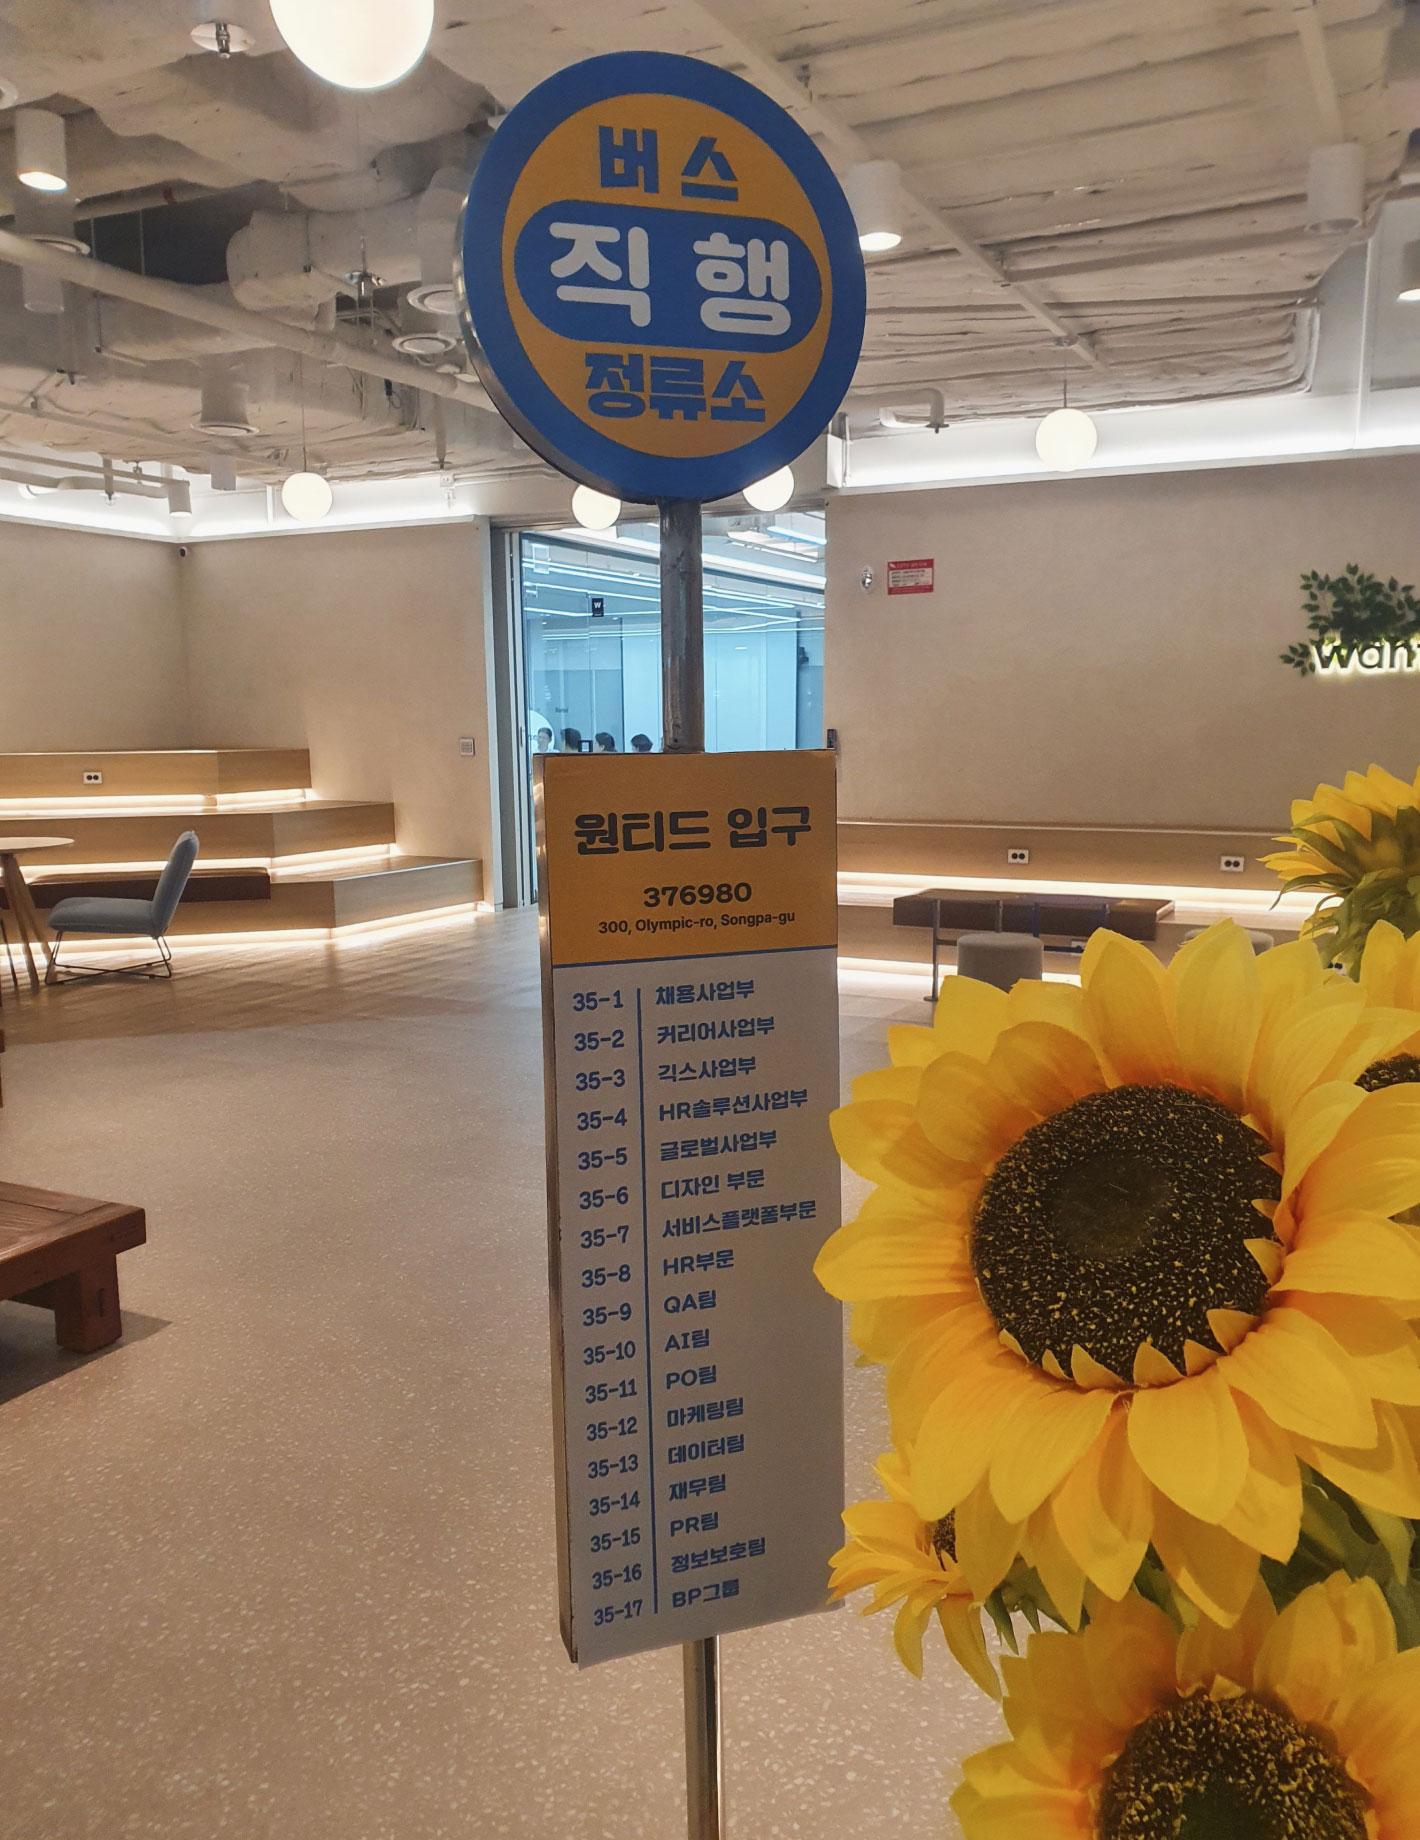 버스
직행
정류소
원티드 입구
376980
300, Olympic-ro, Songpa-gu
35-1 채용사업부
35-2 커리어사업부
35-3 긱스사업부
35-4 HR솔루션사업부
35-5 글로벌사업부
35-6 디자인 부문
35-7 서비스플랫폼부문
35-8 HR부문
35-9 QA팀
35-10 AI팀
35-11 PO팀
35-12 마케팅팀
35-13 데이터팀
35-14 재무팀
35-15 PR팀
35-16 정보보호팀
35-17 BP그룹
W